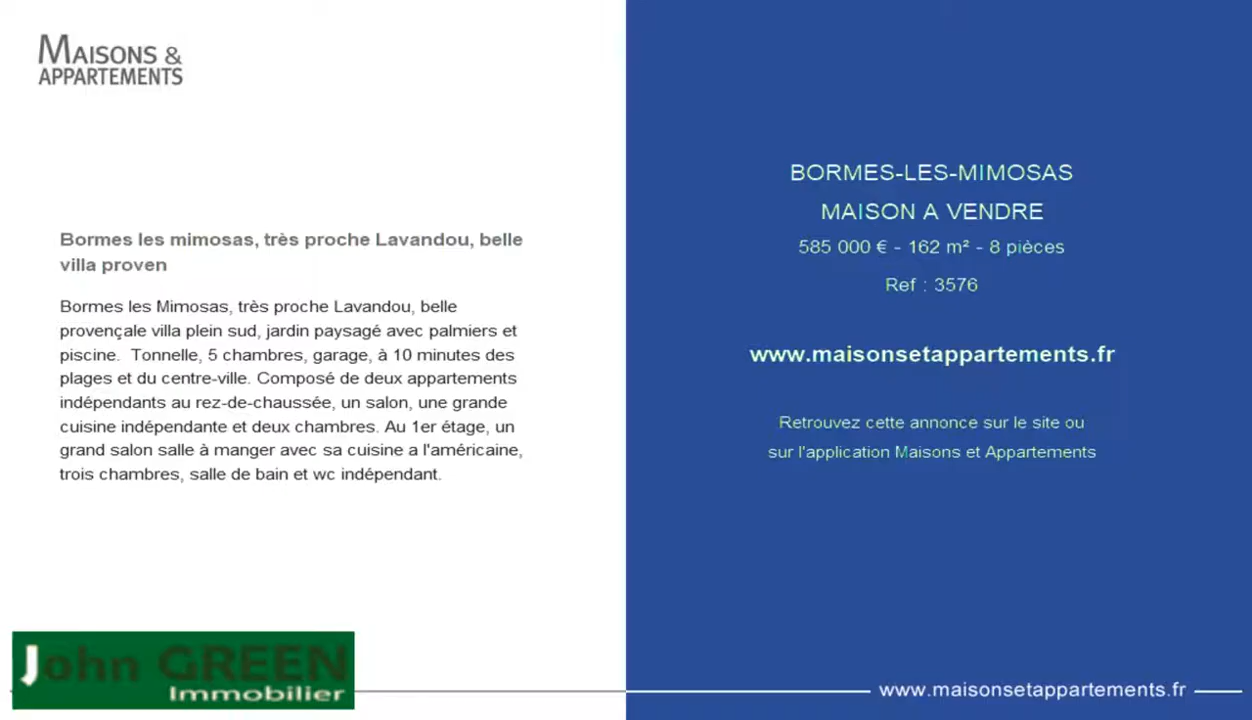 MAISONS &
APPARTEMENTS
Bormes les mimosas, très proche Lavandou, belle
villa proven
Bormes les Mimosas, très proche Lavandou, belle
provençale villa plein sud, jardin paysagé avec palmiers et
piscine.  Tonnelle, 5 chambres, garage, à 10 minutes des
plages et du centre-ville. Composé de deux appartements
indépendants au rez-de-chaussée, un salon, une grande
cuisine indépendante et deux chambres. Au 1er étage, un
grand salon salle à manger avec sa cuisine a l'américaine,
trois chambres, salle de bain et wc indépendant.
John GREEN
Immobilier
BORMES-LES-MIMOSAS
MAISON A VENDRE
585 000 € - 162 m² - 8 pièces
Ref : 3576
www.maisonsetappartements.fr
Retrouvez cette annonce sur le site ou
sur l'application Maisons et Appartements
www.maisonsetappartements.fr